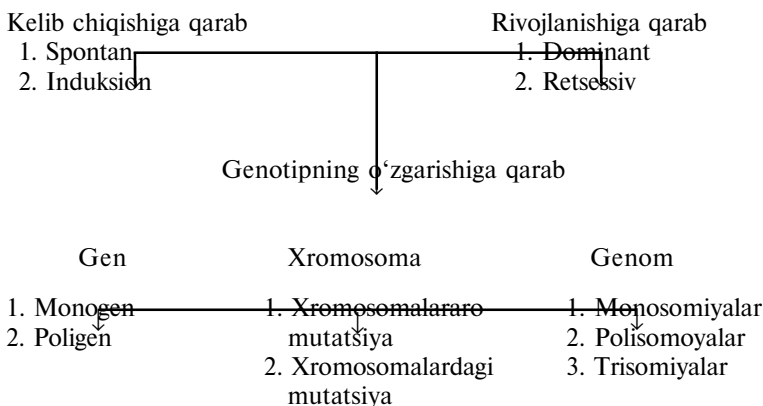 Kelib chiqishiga qarab
1. Spontan
2. Induksion
Rivojlanishiga qarab
1. Dominant
2. Retsessiv
Genotipning o‘zgarishiga qarab
Gen
1. Monogen
2. Poligen
Xromosoma
1. Xromosomalararo
mutatsiya
2. Xromosomalardagi
mutatsiya
Genom
1. Monosomiyalar
2. Polisomoyalar
3. Trisomiyalar